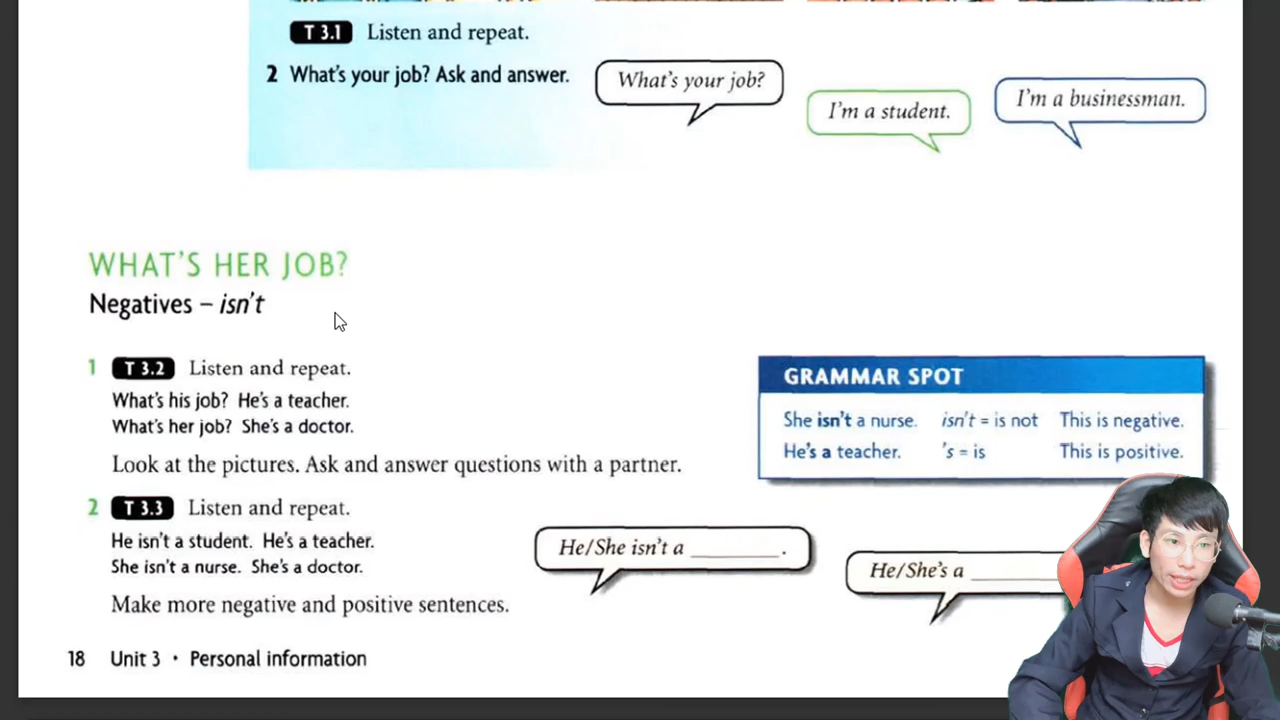 T 3.1 Listen and repeat.
2 What's your job? Ask and answer.
What's your job?
I'm a student.
I'm a businessman.
WHAT'S HER JOB?
Negatives – isn't
1 T 3.2 Listen and repeat.
What's his job? He's a teacher.
What's her job? She's a doctor.
Look at the pictures. Ask and answer questions with a partner.
GRAMMAR SPOT
She isn't a nurse. isn't = is not This is negative.
He's a teacher. 's = is This is positive.
2 T 3.3 Listen and repeat.
He isn't a student. He's a teacher.
She isn't a nurse. She's a doctor.
He/She isn't a ________ .
He/She's a ________
Make more negative and positive sentences.
18 Unit 3 · Personal information